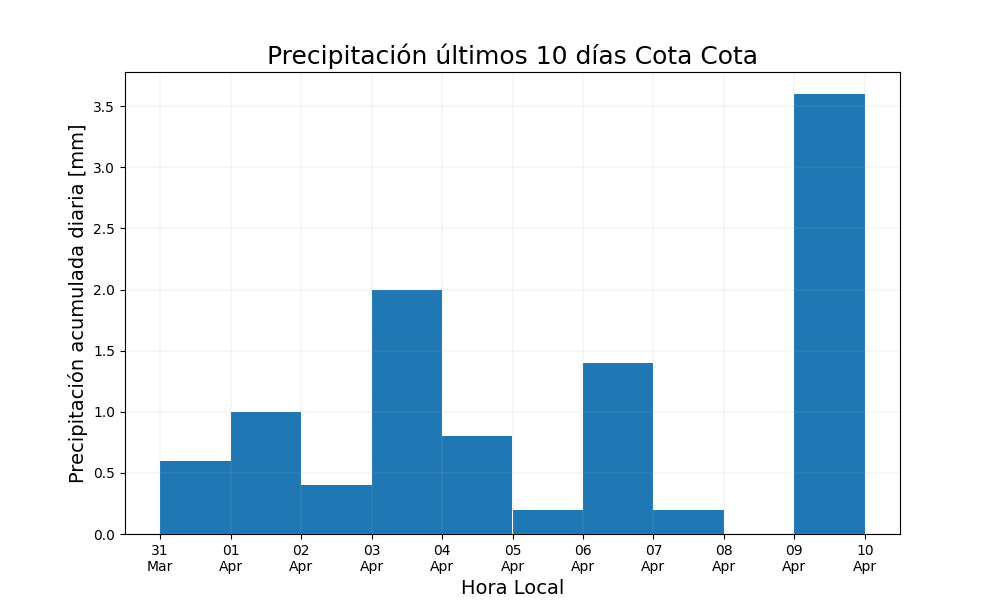 Precipitación últimos 10 días Cota Cota
Precipitación acumulada diaria [mm]
3.5
3.0
2.5
2.0
1.5
1.0
0.5
0.0
31 01 02 03 04 05 06 07 08 09 10
Mar Apr Apr Apr Apr Apr Apr Apr Apr Apr Apr
Hora Local